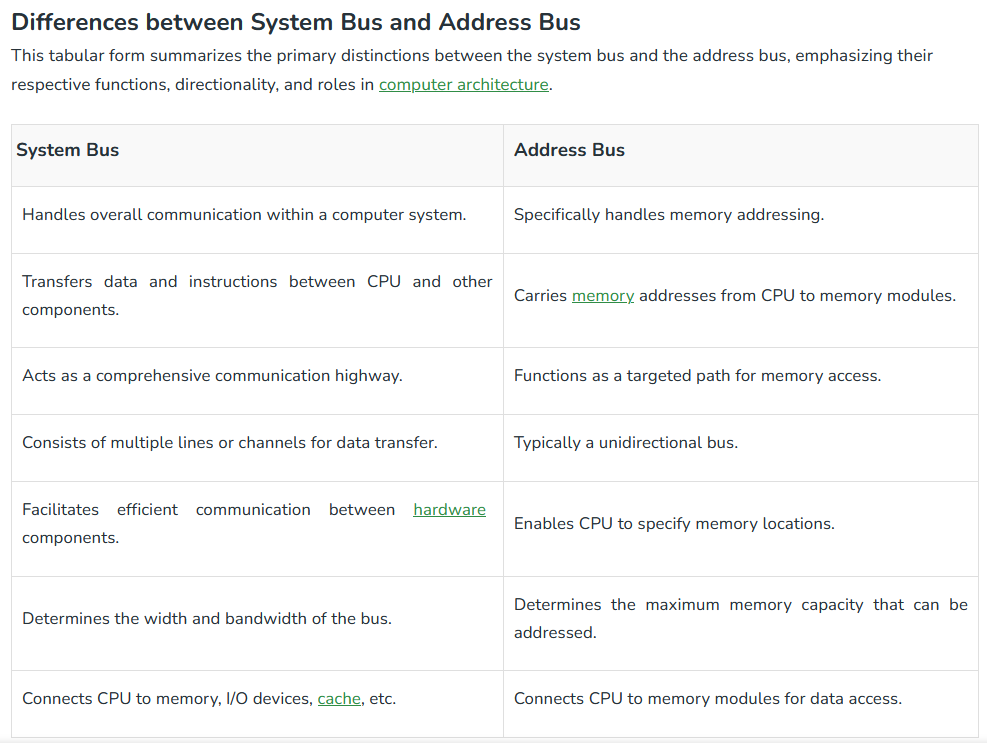 Differences between System Bus and Address Bus
This tabular form summarizes the primary distinctions between the system bus and the address bus, emphasizing their
respective functions, directionality, and roles in computer architecture.
System Bus
Address Bus
Handles overall communication within a computer system.
Specifically handles memory addressing.
Transfers data and instructions between CPU and other
components.
Carries memory addresses from CPU to memory modules.
Acts as a comprehensive communication highway.
Functions as a targeted path for memory access.
Consists of multiple lines or channels for data transfer.
Typically a unidirectional bus.
Facilitates efficient communication between hardware
components.
Enables CPU to specify memory locations.
Determines the width and bandwidth of the bus.
Determines the maximum memory capacity that can be
addressed.
Connects CPU to memory, I/O devices, cache, etc.
Connects CPU to memory modules for data access.